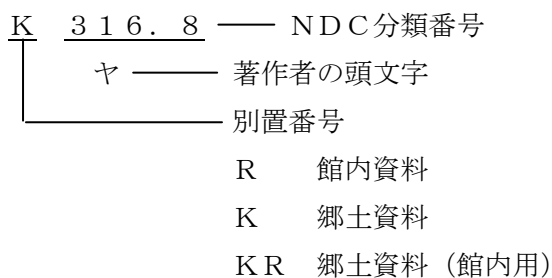 Ｋ　３１６．８ ＮＤＣ分類番号
ヤ 著作者の頭文字
別置番号
Ｒ　館内資料
Ｋ　郷土資料
ＫＲ　郷土資料（館内用）